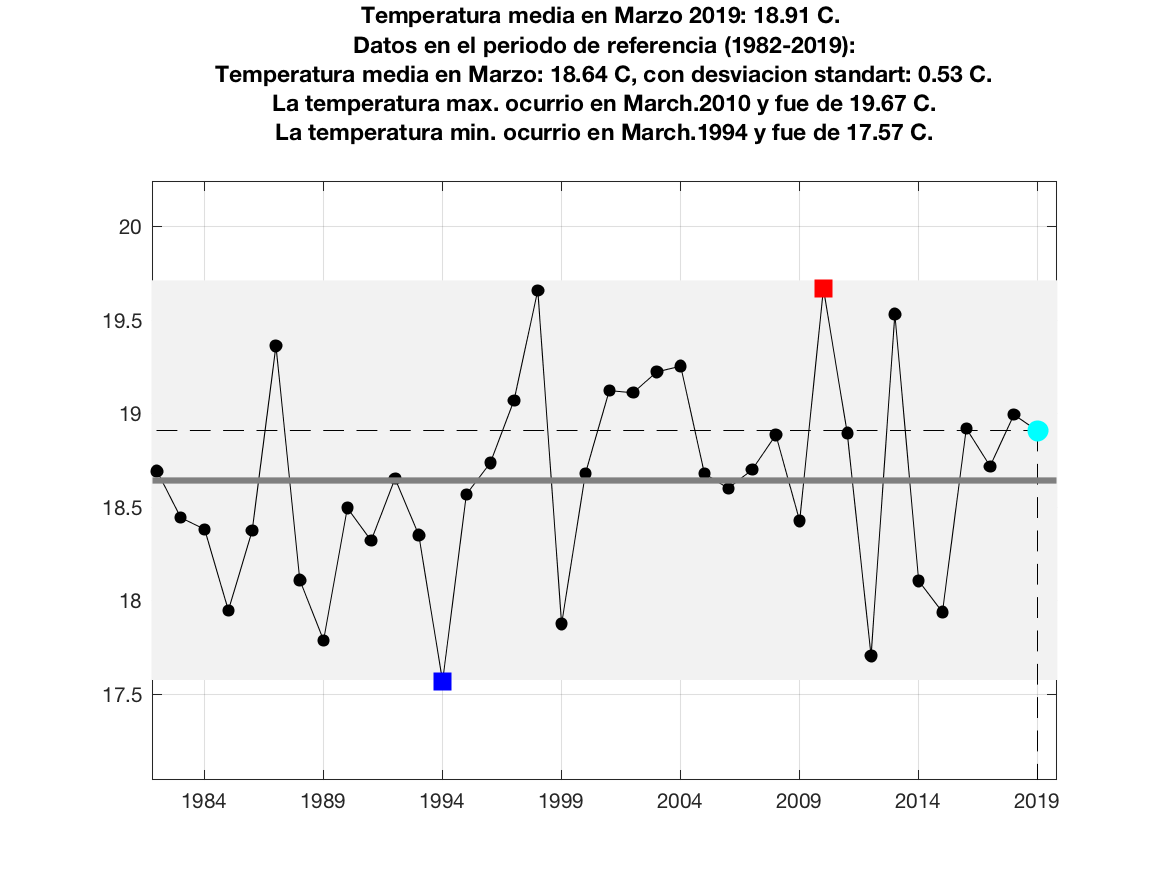 Temperatura media en Marzo 2019: 18.91 C.
Datos en el periodo de referencia (1982-2019):
Temperatura media en Marzo: 18.64 C, con desviacion standart: 0.53 C.
La temperatura max. ocurrio en March.2010 y fue de 19.67 C.
La temperatura min. ocurrio en March.1994 y fue de 17.57 C.
20
19.5
19
18.5
18
17.5
1984 1989 1994 1999 2004 2009 2014 2019